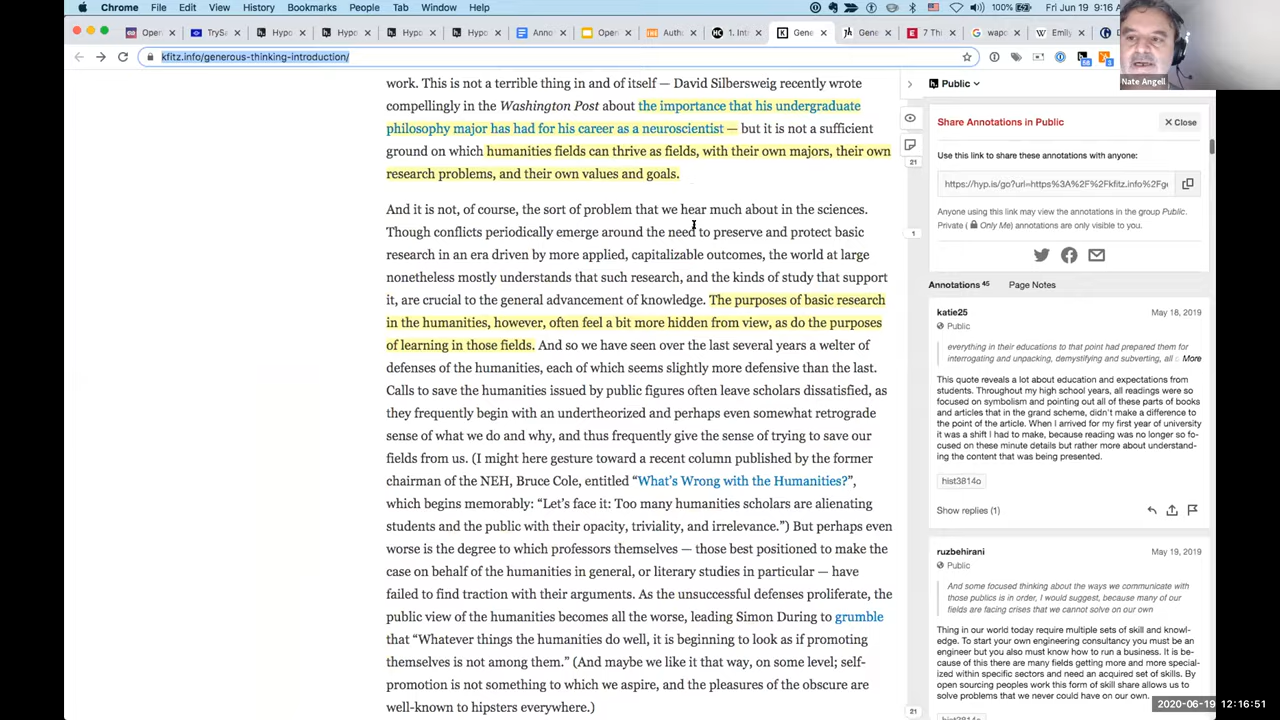 Chrome File Edit View History Bookmarks People Tab Window Help
100% Fri Jun 19 9:16 A
Open TrySa Hypo Hypo Hypo Hypo Anno Open Auth 1. Int Gene Gene 7 Thi wapo Emily
kfitz.info/generous-thinking-introduction/
Nate Angell
work. This is not a terrible thing in and of itself — David Silbersweig recently wrote
compellingly in the Washington Post about the importance that his undergraduate
philosophy major has had for his career as a neuroscientist — but it is not a sufficient
ground on which humanities fields can thrive as fields, with their own majors, their own
research problems, and their own values and goals.
And it is not, of course, the sort of problem that we hear much about in the sciences.
Though conflicts periodically emerge around the need to preserve and protect basic
research in an era driven by more applied, capitalizable outcomes, the world at large
nonetheless mostly understands that such research, and the kinds of study that support
it, are crucial to the general advancement of knowledge. The purposes of basic research
in the humanities, however, often feel a bit more hidden from view, as do the purposes
of learning in those fields. And so we have seen over the last several years a welter of
defenses of the humanities, each of which seems slightly more defensive than the last.
Calls to save the humanities issued by public figures often leave scholars dissatisfied, as
they frequently begin with an undertheorized and perhaps even somewhat retrograde
sense of what we do and why, and thus frequently give the sense of trying to save our
fields from us. (I might here gesture toward a recent column published by the former
chairman of the NEH, Bruce Cole, entitled “What’s Wrong with the Humanities?”,
which begins memorably: “Let’s face it: Too many humanities scholars are alienating
students and the public with their opacity, triviality, and irrelevance.”) But perhaps even
worse is the degree to which professors themselves — those best positioned to make the
case on behalf of the humanities in general, or literary studies in particular — have
failed to find traction with their arguments. As the unsuccessful defenses proliferate, the
public view of the humanities becomes all the worse, leading Simon During to grumble
that “Whatever things the humanities do well, it is beginning to look as if promoting
themselves is not among them.” (And maybe we like it that way, on some level; self-
promotion is not something to which we aspire, and the pleasures of the obscure are
well-known to hipsters everywhere.)
21
1
21
Public
Share Annotations in Public
Close
Use this link to share these annotations with anyone:
https://hyp.is/go?url=https%3A%2F%2Fkfitz.info%2Fge
Anyone using this link may view the annotations in the group Public.
Private ( Only Me) annotations are only visible to you.
Annotations 45 Page Notes
katie25 May 18, 2019
Public
everything in their educations to that point had prepared them for
interrogating and unpacking, demystifying and subverting, all More
This quote reveals a lot about education and expectations from
students. Throughout my high school years, all readings were so
focused on symbolism and pointing out all of these parts of books
and articles that in the grand scheme, didn't make a difference to
the point of the article. When I arrived for my first year of university
it was a shift I had to make, because reading was no longer so fo-
cused on these minute details but rather more about understand-
ing the content that was being presented.
hist3814o
Show replies (1)
ruzbehirani May 19, 2019
Public
And some focused thinking about the ways we communicate with
those publics is in order, I would suggest, because many of our
fields are facing crises that we cannot solve on our own
Thing in our world today require multiple sets of skill and knowl-
edge. To start your own engineering consultancy you must be an
engineer but you also must know how to run a business. It is be-
cause of this there are many fields getting more and more special-
ized within specific sectors and need an acquired set of skills. By
open sourcing peoples work this form of skill share allows us to
solve problems that we never could have on our own.
2020-06-19 12:16:51